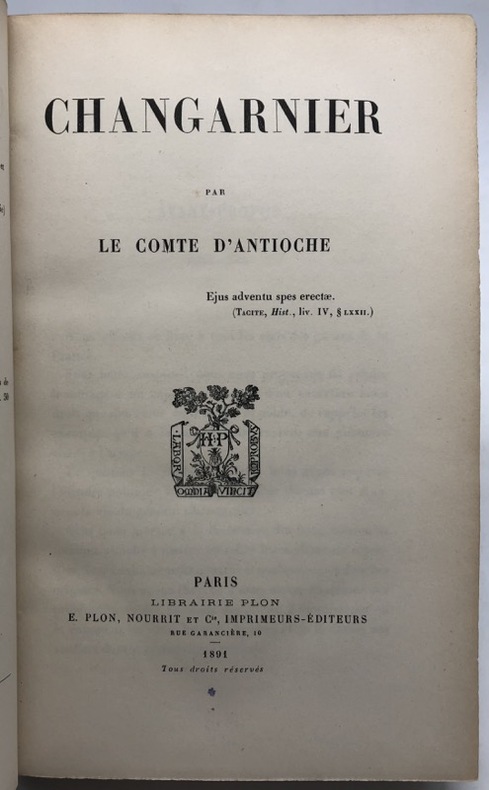 CHANGARNIER
PAR
LE COMTE D'ANTIOCHE
Ejus adventu spes erectæ.
(TACITE, Hist., liv. IV, § LXXII.)
LABOR
H·P
IMPROBUS
OMNIA VINCIT
PARIS
LIBRAIRIE PLON
E. PLON, NOURRIT ET Cie, IMPRIMEURS-ÉDITEURS
RUE GARANCIÈRE, 10
1891
Tous droits réservés